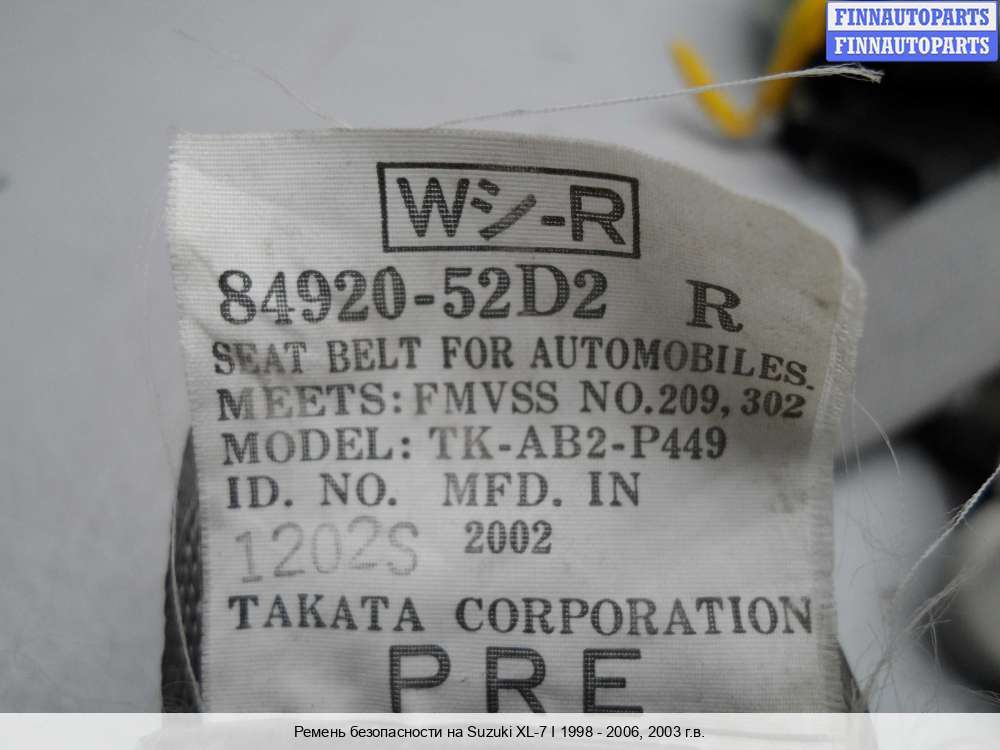 FINNAUTOPARTS
FINNAUTOPARTS
Wシ-R
84920-52D2 R
SEAT BELT FOR AUTOMOBILES.
MEETS: FMVSS NO.209, 302
MODEL: TK-AB2-P449
ID. NO. MFD. IN
1202S 2002
TAKATA CORPORATION
PRE
Ремень безопасности на Suzuki XL-7 I 1998 - 2006, 2003 г.в.